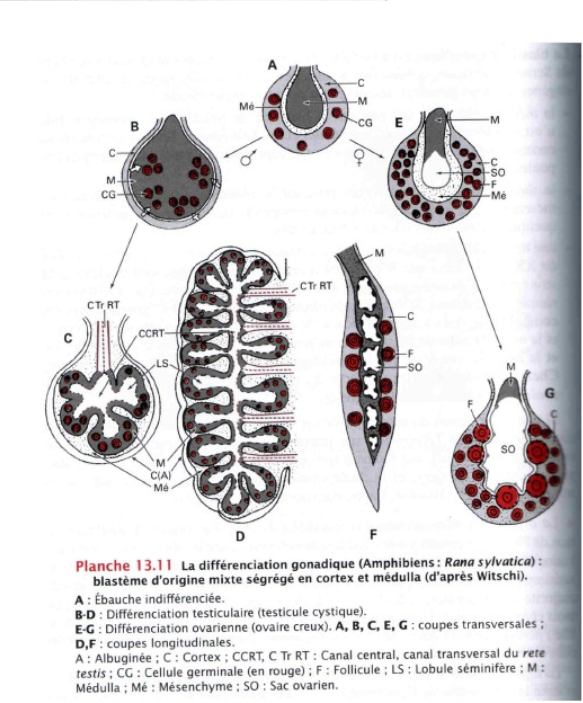 A
C
M
Mé
CG
B
C
M
CG
♂
♀
E
M
C
SO
F
Mé
CTr RT
C
CCRT
LS
M
C(A)
Mé
CTr RT
D
M
C
F
SO
F
M
G
F
C
SO
Planche 13.11 La différenciation gonadique (Amphibiens : Rana sylvatica) :
blastème d'origine mixte ségrégé en cortex et médulla (d'après Witschi).
A : Ébauche indifférenciée.
B-D : Différenciation testiculaire (testicule cystique).
E-G : Différenciation ovarienne (ovaire creux). A, B, C, E, G : coupes transversales ;
D,F : coupes longitudinales.
A : Albuginée ; C : Cortex ; CCRT, C Tr RT : Canal central, canal transversal du rete
testis ; CG : Cellule germinale (en rouge) ; F : Follicule ; LS : Lobule séminifère ; M :
Médulla ; Mé : Mésenchyme ; SO : Sac ovarien.